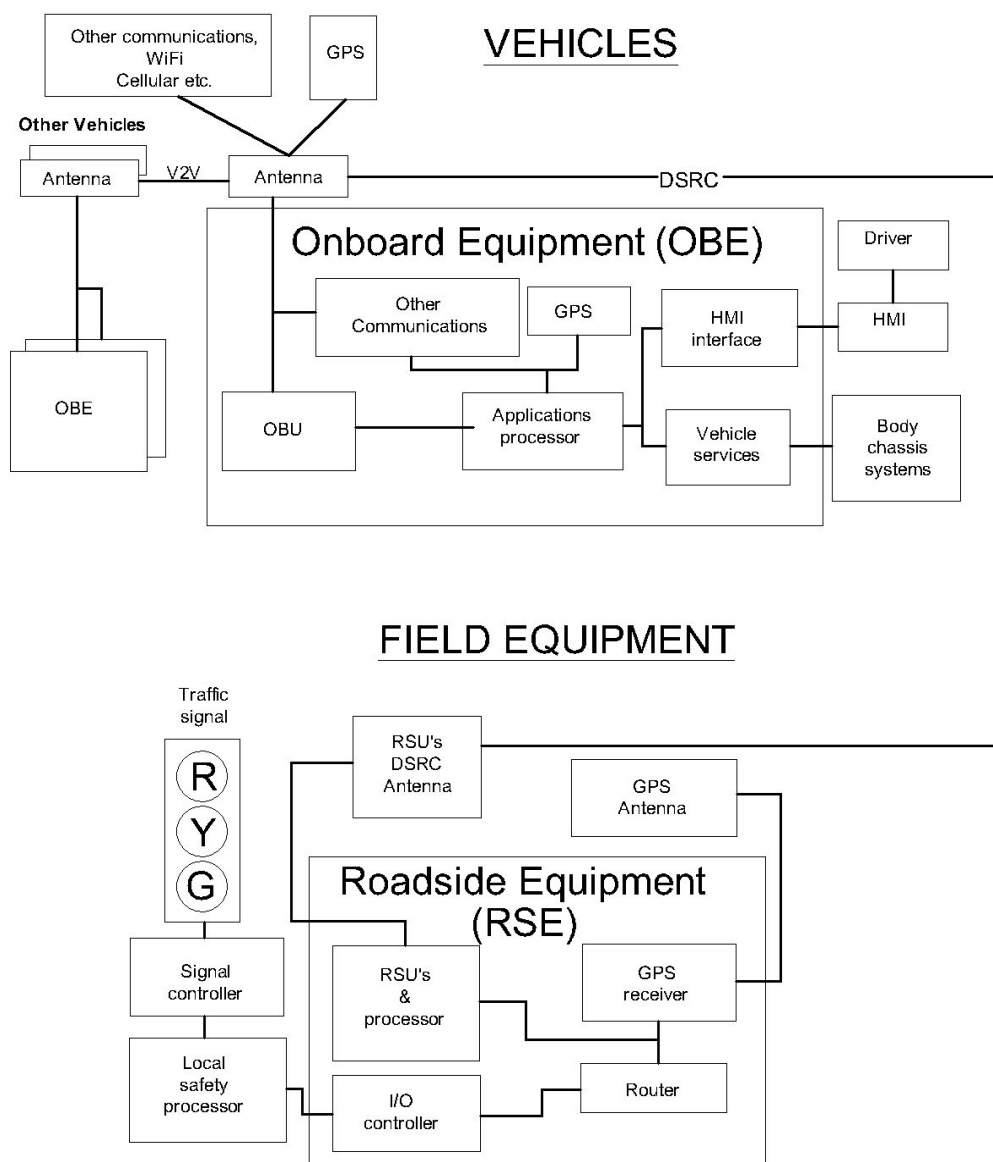 VEHICLES
Other communications,
WiFi
Cellular etc.
GPS
Other Vehicles
Antenna
V2V
Antenna
DSRC
Onboard Equipment (OBE)
Driver
Other
Communications
GPS
HMI
interface
HMI
OBE
OBU
Applications
processor
Vehicle
services
Body
chassis
systems
FIELD EQUIPMENT
Traffic
signal
R
Y
G
RSU's
DSRC
Antenna
GPS
Antenna
Roadside Equipment
(RSE)
Signal
controller
RSU's
&
processor
GPS
receiver
Local
safety
processor
I/O
controller
Router